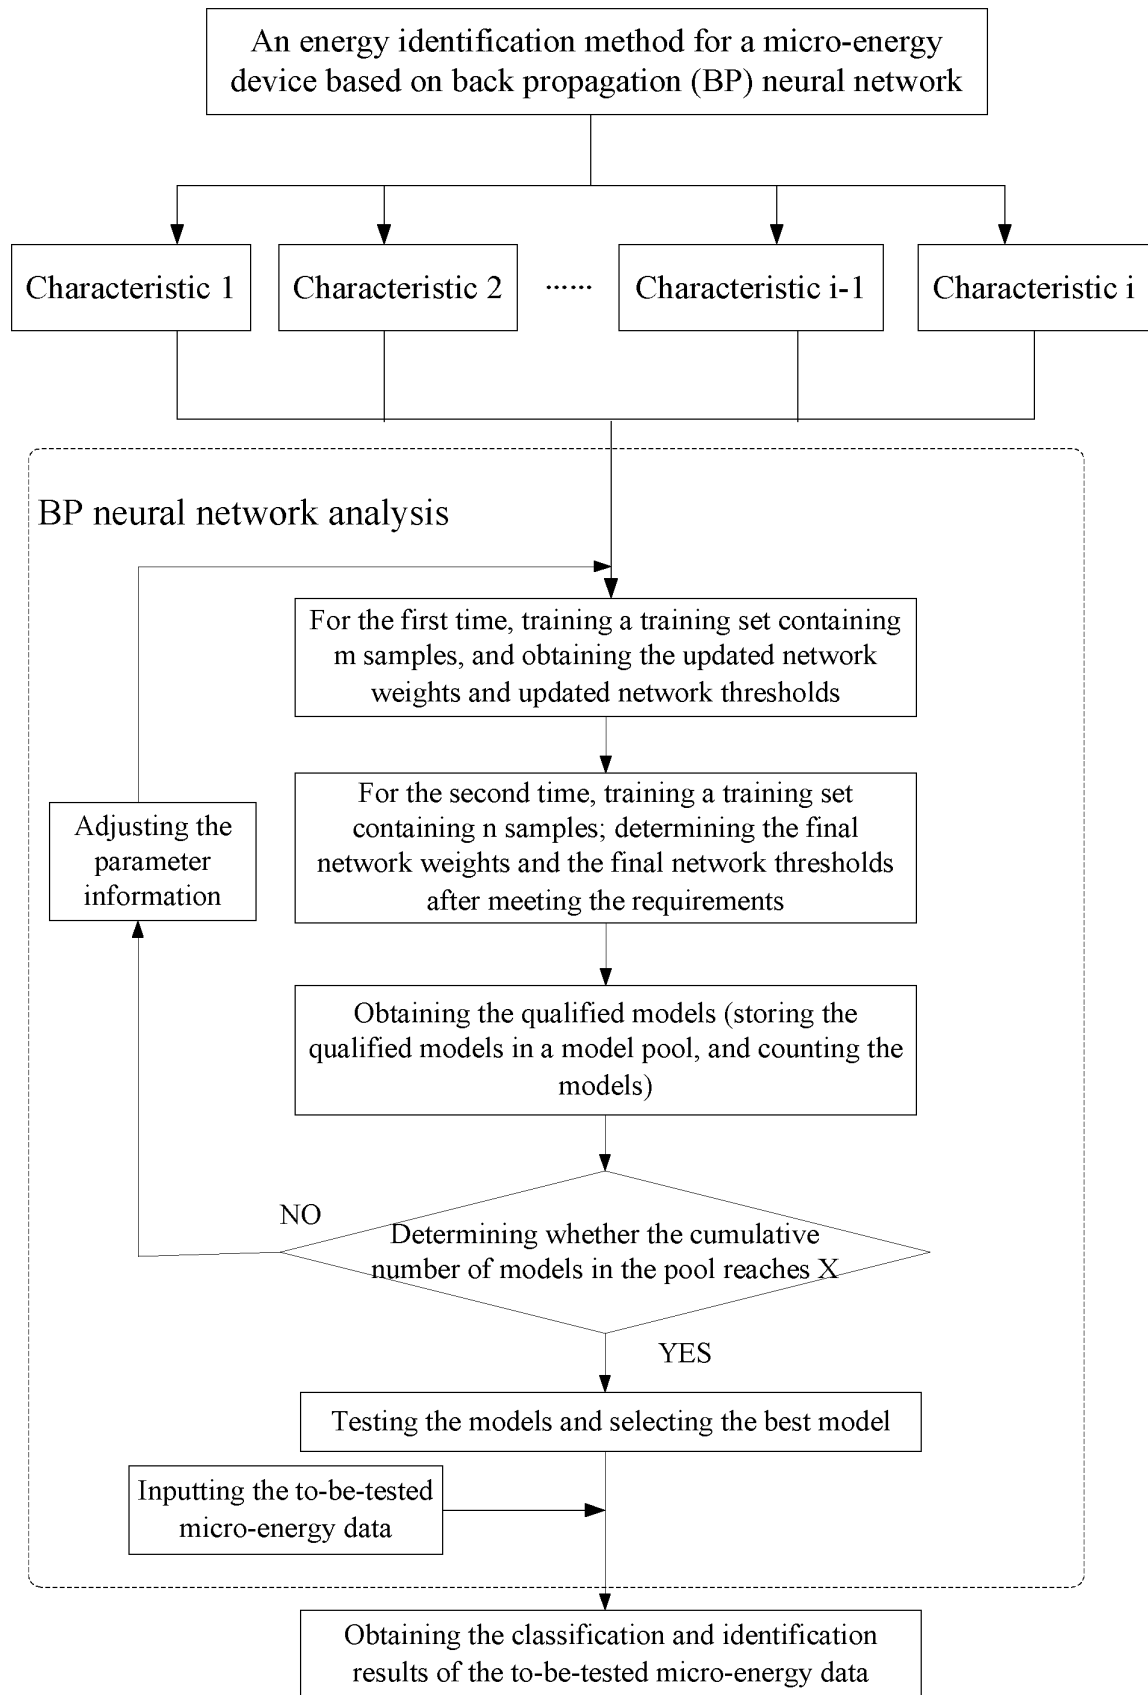 An energy identification method for a micro-energy
device based on back propagation (BP) neural network
Characteristic 1
Characteristic 2
......
Characteristic i-1
Characteristic i
BP neural network analysis
For the first time, training a training set containing
m samples, and obtaining the updated network
weights and updated network thresholds
For the second time, training a training set
containing n samples; determining the final
network weights and the final network thresholds
after meeting the requirements
Adjusting the
parameter
information
Obtaining the qualified models (storing the
qualified models in a model pool, and counting the
models)
NO
Determining whether the cumulative
number of models in the pool reaches X
YES
Testing the models and selecting the best model
Inputting the to-be-tested
micro-energy data
Obtaining the classification and identification
results of the to-be-tested micro-energy data